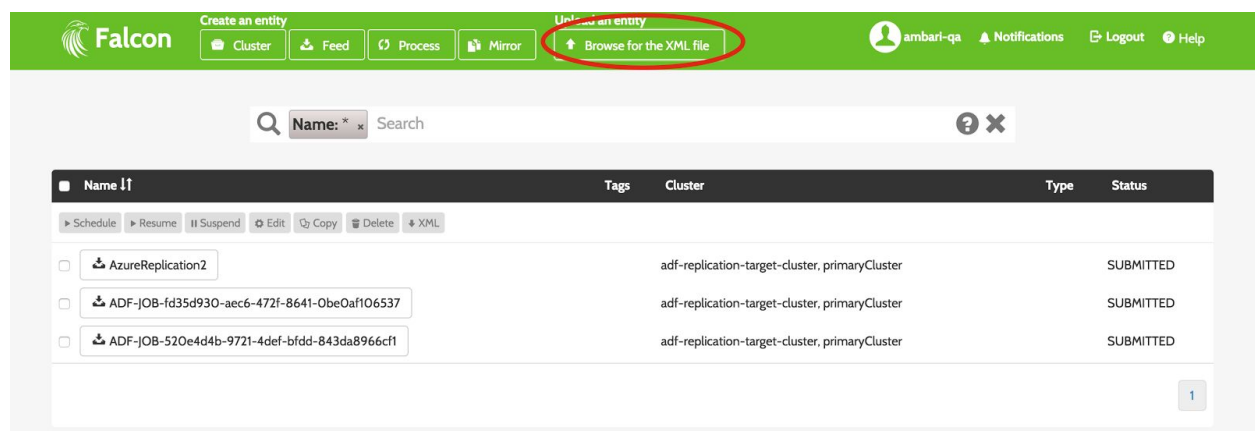 Falcon
Create an entity
Cluster Feed Process Mirror
Upload an entity
Browse for the XML file
ambari-qa Notifications Logout Help
Name: * x Search
Name Tags Cluster Type Status
Schedule Resume Suspend Edit Copy Delete XML
AzureReplication2 adf-replication-target-cluster, primaryCluster SUBMITTED
ADF-JOB-fd35d930-aec6-472f-8641-0be0af106537 adf-replication-target-cluster, primaryCluster SUBMITTED
ADF-JOB-520e4d4b-9721-4def-bfdd-843da8966cf1 adf-replication-target-cluster, primaryCluster SUBMITTED
1